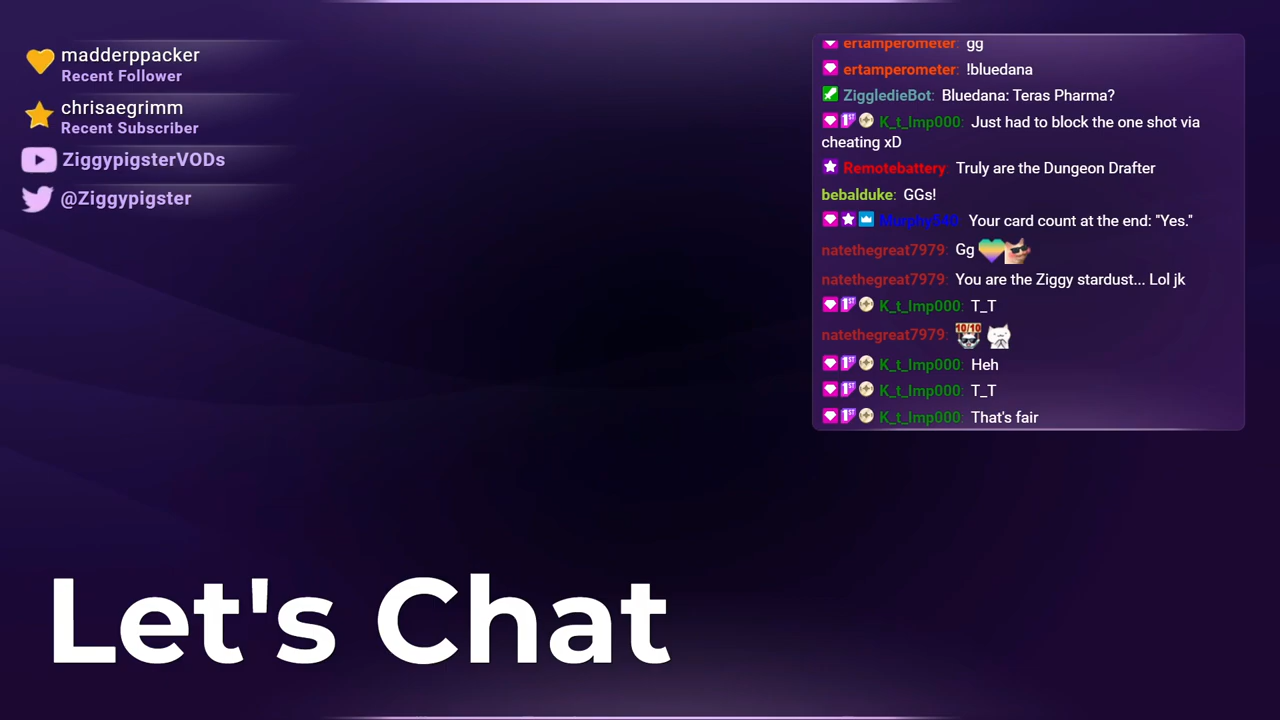 madderppacker
Recent Follower
chrisaegrimm
Recent Subscriber
ZiggypigsterVODs
@Ziggypigster
ertamperometer: gg
ertamperometer: !bluedana
ZiggledieBot: Bluedana: Teras Pharma?
K_t_Imp000: Just had to block the one shot via
cheating xD
Remotebattery: Truly are the Dungeon Drafter
bebalduke: GGs!
Murphy540: Your card count at the end: "Yes."
natethegreat7979: Gg
natethegreat7979: You are the Ziggy stardust... Lol jk
K_t_Imp000: T_T
natethegreat7979: 10/10
K_t_Imp000: Heh
K_t_Imp000: T_T
K_t_Imp000: That's fair
Let's Chat